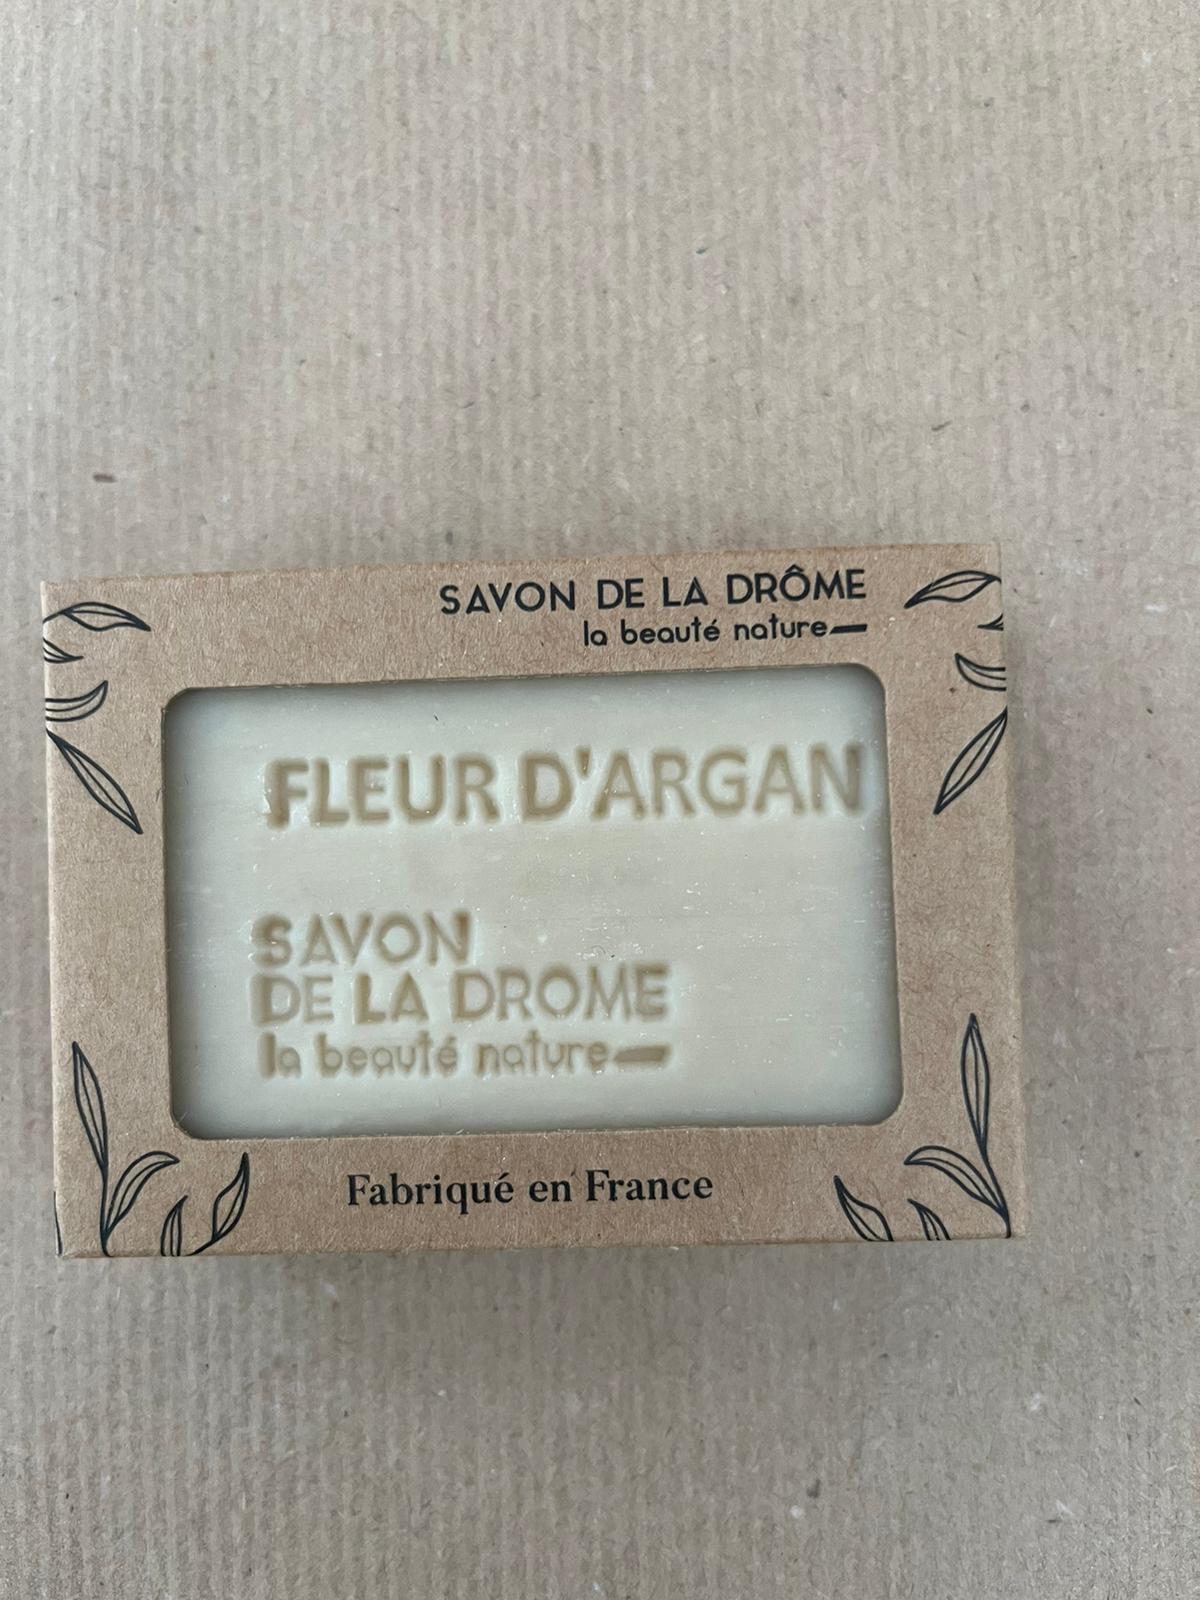 SAVON DE LA DRÔME
la beauté nature
FLEUR D'ARGAN
SAVON
DE LA DROME
la beauté nature
Fabriqué en France